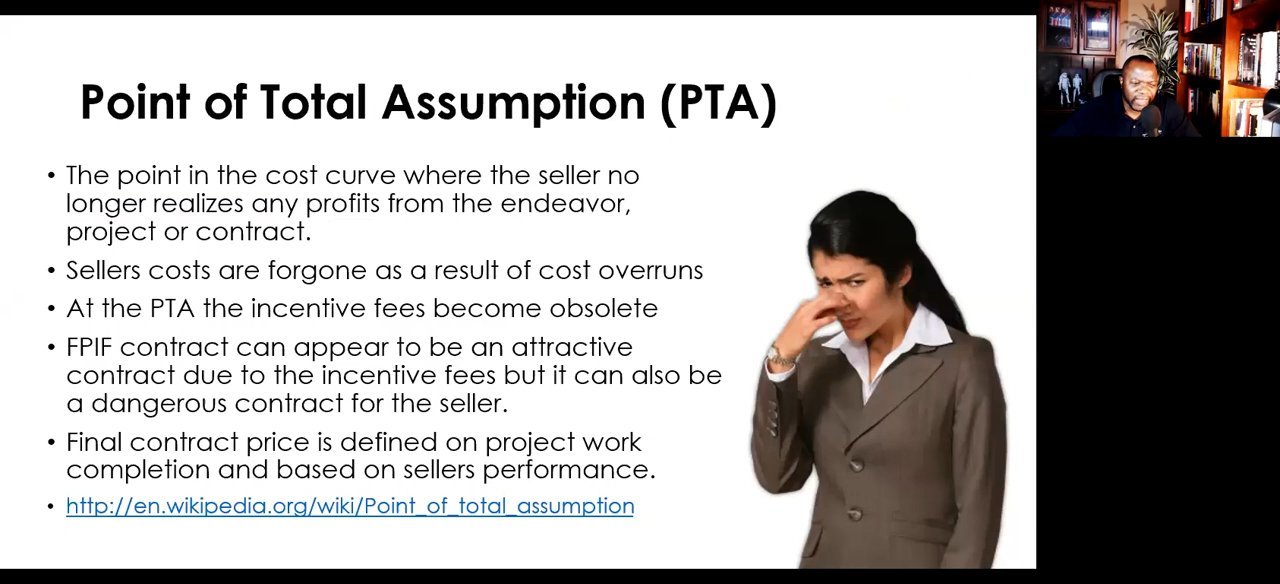 Point of Total Assumption (PTA)
• The point in the cost curve where the seller no
longer realizes any profits from the endeavor,
project or contract.
• Sellers costs are forgone as a result of cost overruns
• At the PTA the incentive fees become obsolete
• FPIF contract can appear to be an attractive
contract due to the incentive fees but it can also be
a dangerous contract for the seller.
• Final contract price is defined on project work
completion and based on sellers performance.
• http://en.wikipedia.org/wiki/Point_of_total_assumption